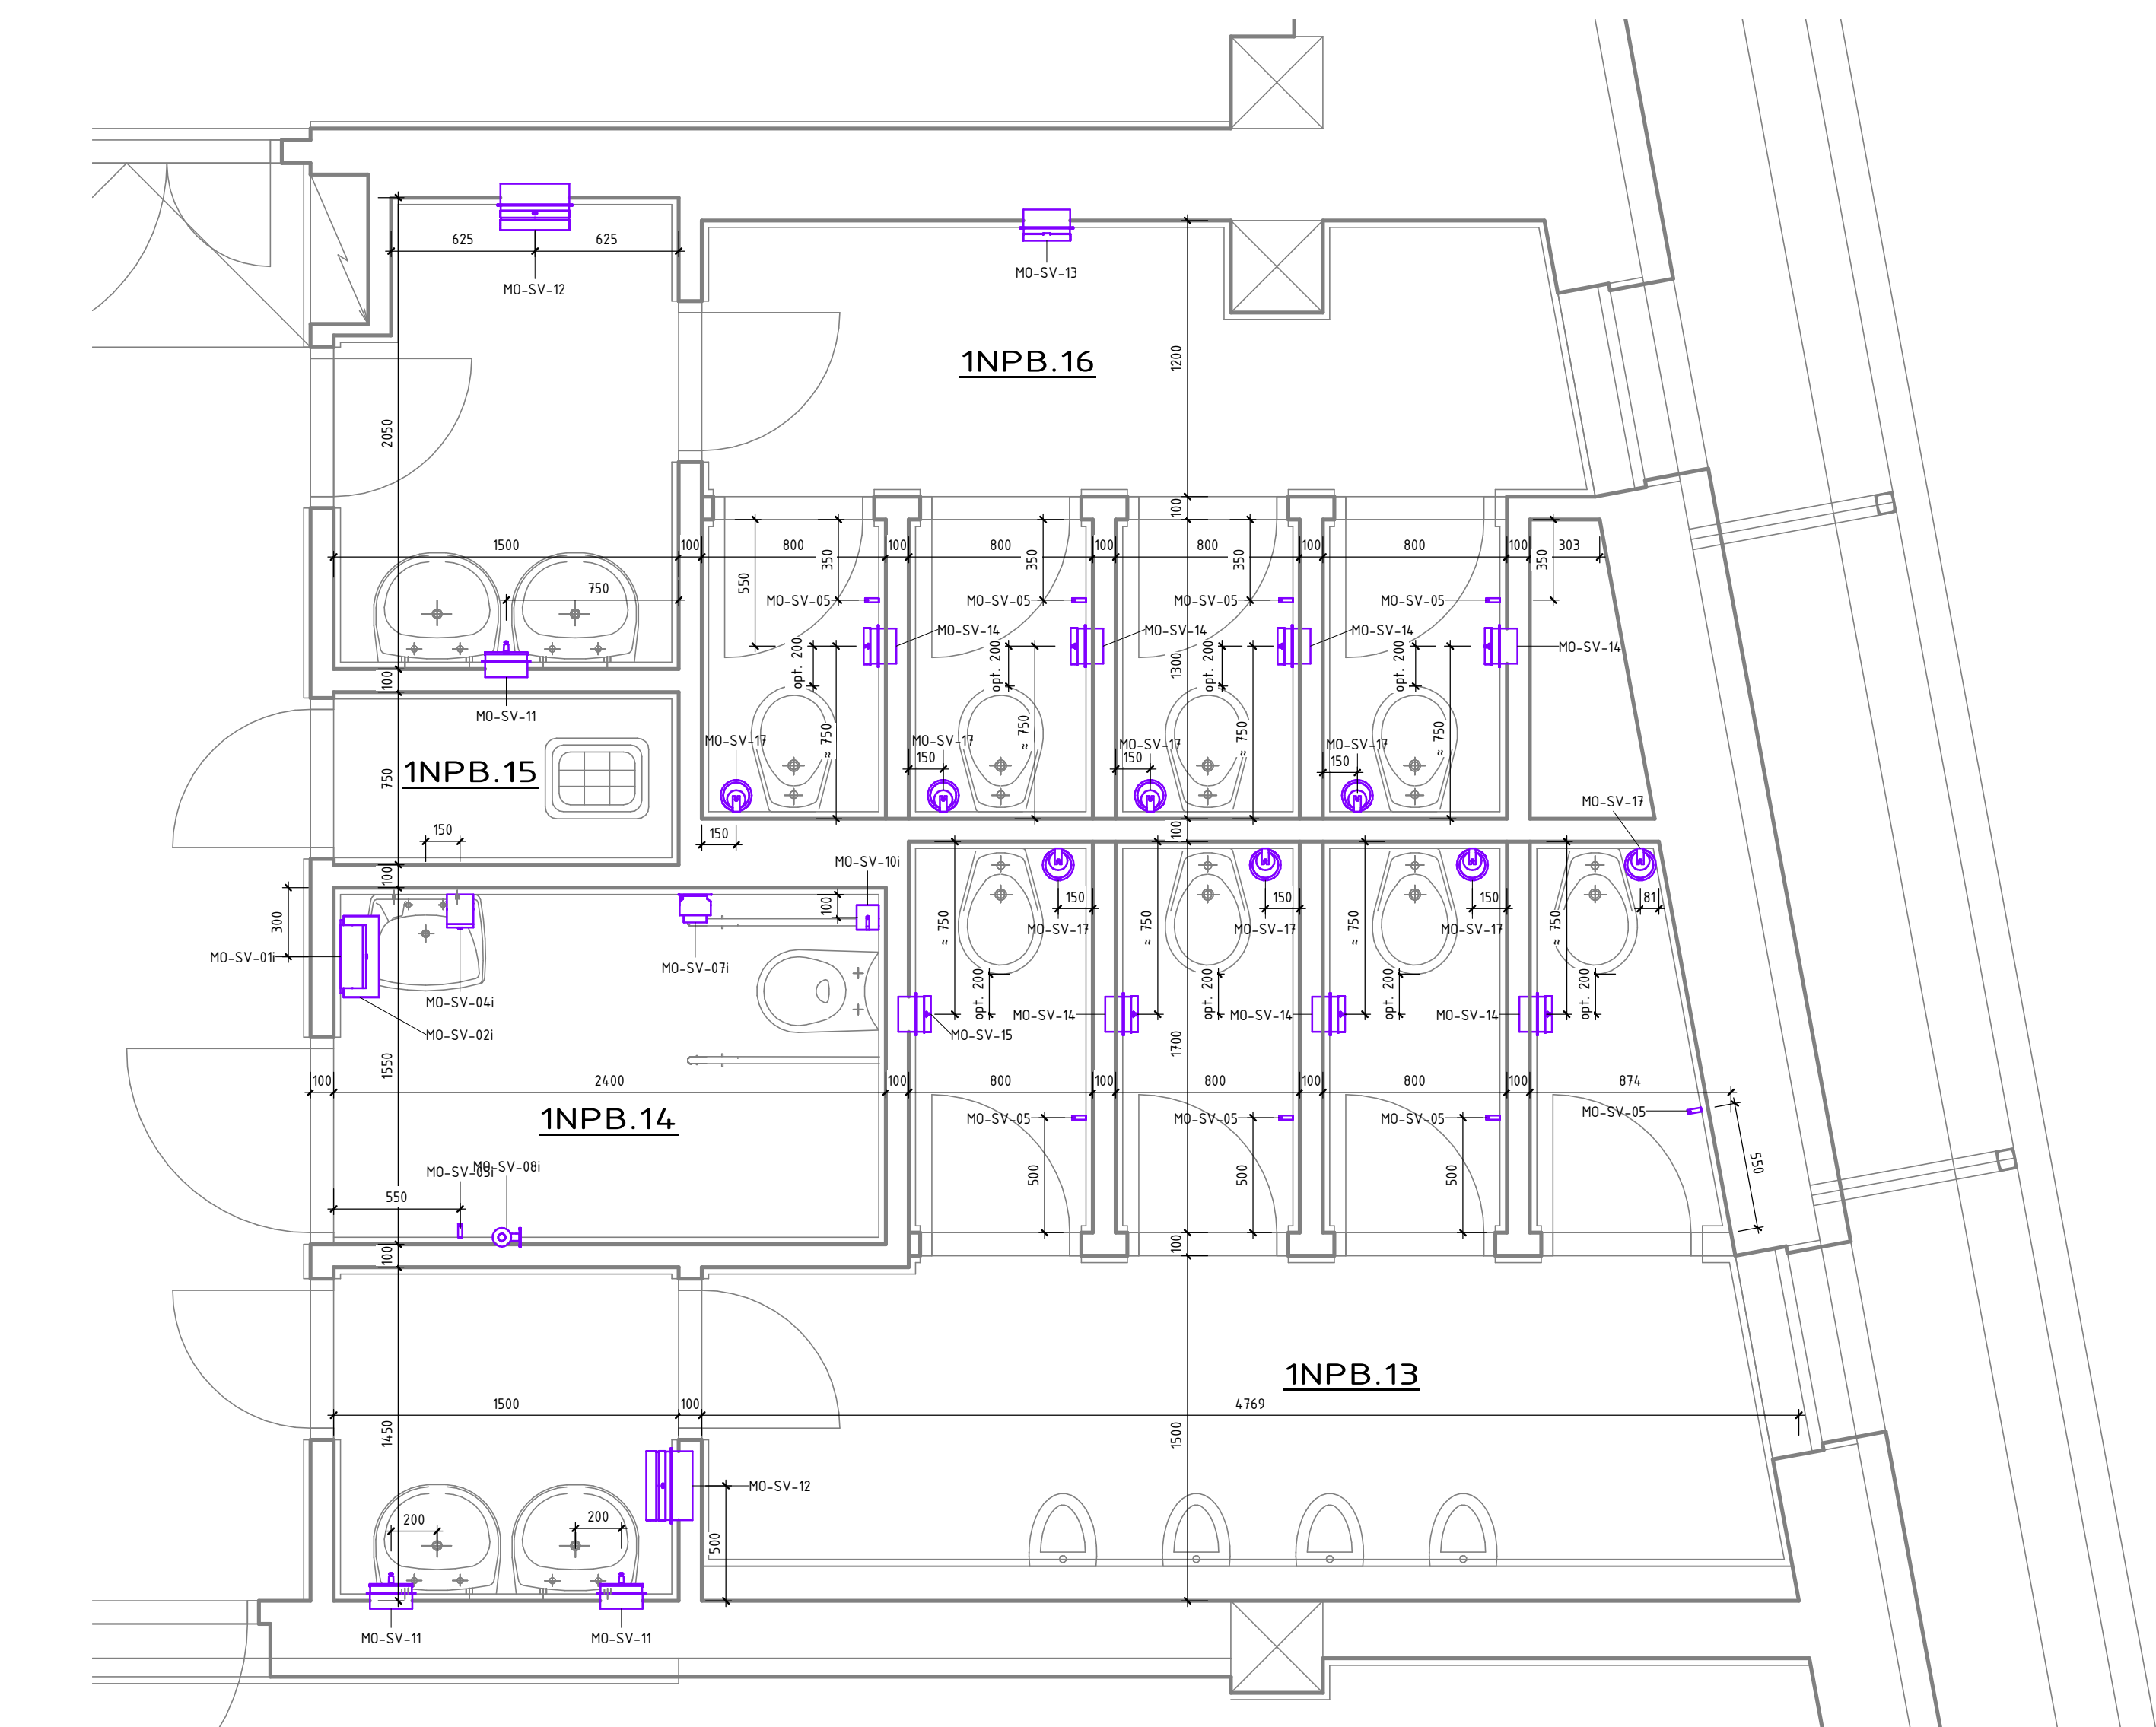 625
625
MO-SV-12
MO-SV-13
1NPB.16
1200
2050
100
1500
100
800
100
800
100
800
100
800
100
303
550
350
350
350
350
750
MO-SV-05
MO-SV-05
MO-SV-05
MO-SV-05
MO-SV-14
MO-SV-14
MO-SV-14
MO-SV-14
opt. 200
opt. 200
opt. 200
opt. 200
1300
100
MO-SV-11
≈ 750
≈ 750
≈ 750
≈ 750
MO-SV-17
MO-SV-17
MO-SV-17
MO-SV-17
150
150
150
1NPB.15
750
MO-SV-17
150
150
100
100
MO-SV-10i
300
100
150
150
150
81
≈ 750
≈ 750
≈ 750
≈ 750
MO-SV-17
MO-SV-17
MO-SV-17
MO-SV-01i
MO-SV-07i
MO-SV-04i
MO-SV-02i
opt. 200
opt. 200
opt. 200
opt. 200
MO-SV-14
MO-SV-14
MO-SV-14
MO-SV-15
1550
1700
100
2400
100
800
100
800
100
800
100
874
1NPB.14
MO-SV-05
MO-SV-05
MO-SV-05
MO-SV-05
MO-SV-05i
MO-SV-08i
500
500
500
550
550
100
100
1NPB.13
1500
100
4769
1450
1500
MO-SV-12
200
200
500
MO-SV-11
MO-SV-11